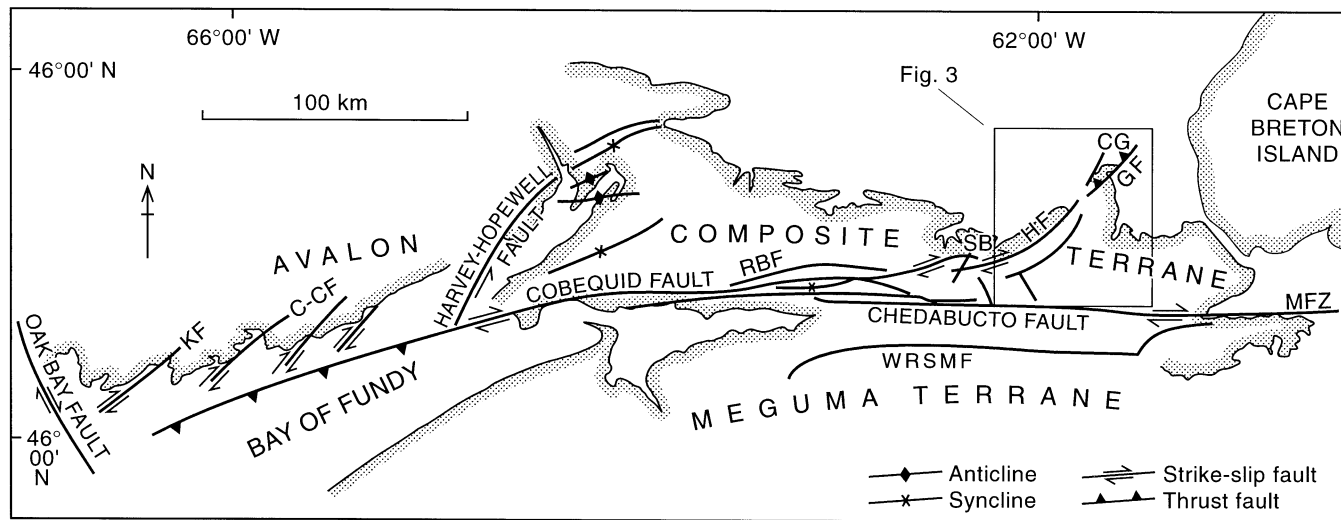 66°00' W
62°00' W
46°00' N
Fig. 3
100 km
CAPE
BRETON
ISLAND
N
CG
GF
HARVEY-HOPEWELL
FAULT
HF
SB
AVALON
COMPOSITE
TERRANE
RBF
COBEQUID FAULT
C-CF
KF
MFZ
CHEDABUCTO FAULT
OAK BAY FAULT
WRSMF
BAY OF FUNDY
MEGUMA TERRANE
46°
00'
N
Anticline
Strike-slip fault
Syncline
Thrust fault